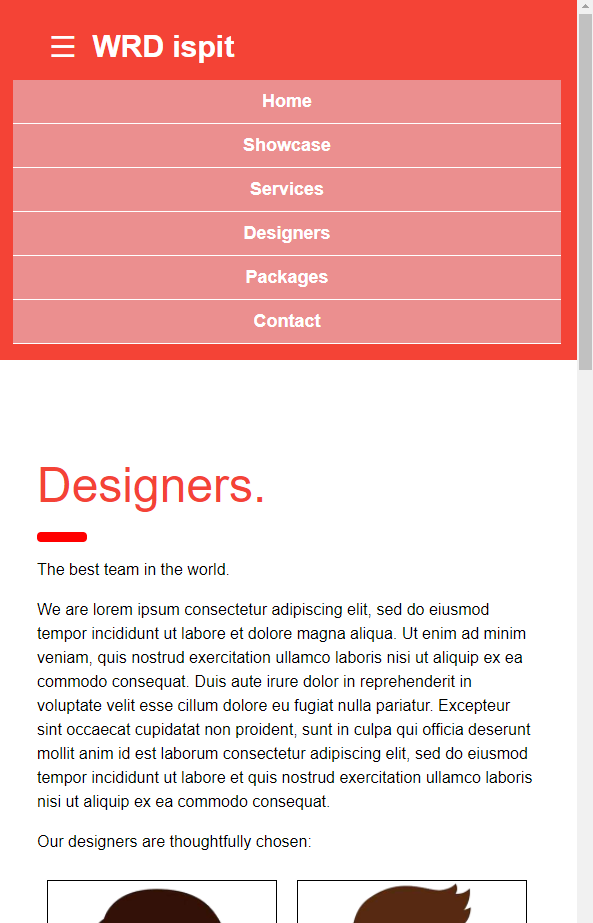 ☰ WRD ispit
Home
Showcase
Services
Designers
Packages
Contact
Designers.
The best team in the world.
We are lorem ipsum consectetur adipiscing elit, sed do eiusmod
tempor incididunt ut labore et dolore magna aliqua. Ut enim ad minim
veniam, quis nostrud exercitation ullamco laboris nisi ut aliquip ex ea
commodo consequat. Duis aute irure dolor in reprehenderit in
voluptate velit esse cillum dolore eu fugiat nulla pariatur. Excepteur
sint occaecat cupidatat non proident, sunt in culpa qui officia deserunt
mollit anim id est laborum consectetur adipiscing elit, sed do eiusmod
tempor incididunt ut labore et quis nostrud exercitation ullamco laboris
nisi ut aliquip ex ea commodo consequat.
Our designers are thoughtfully chosen: